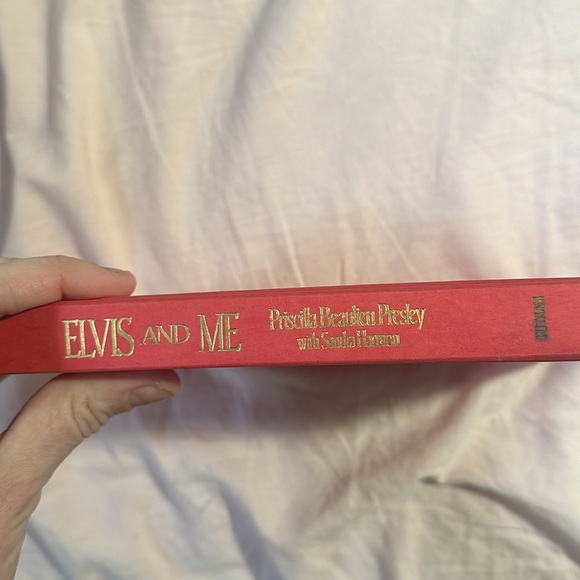 ELVIS AND ME
Priscilla Beaulieu Presley
with Sandra Harmon